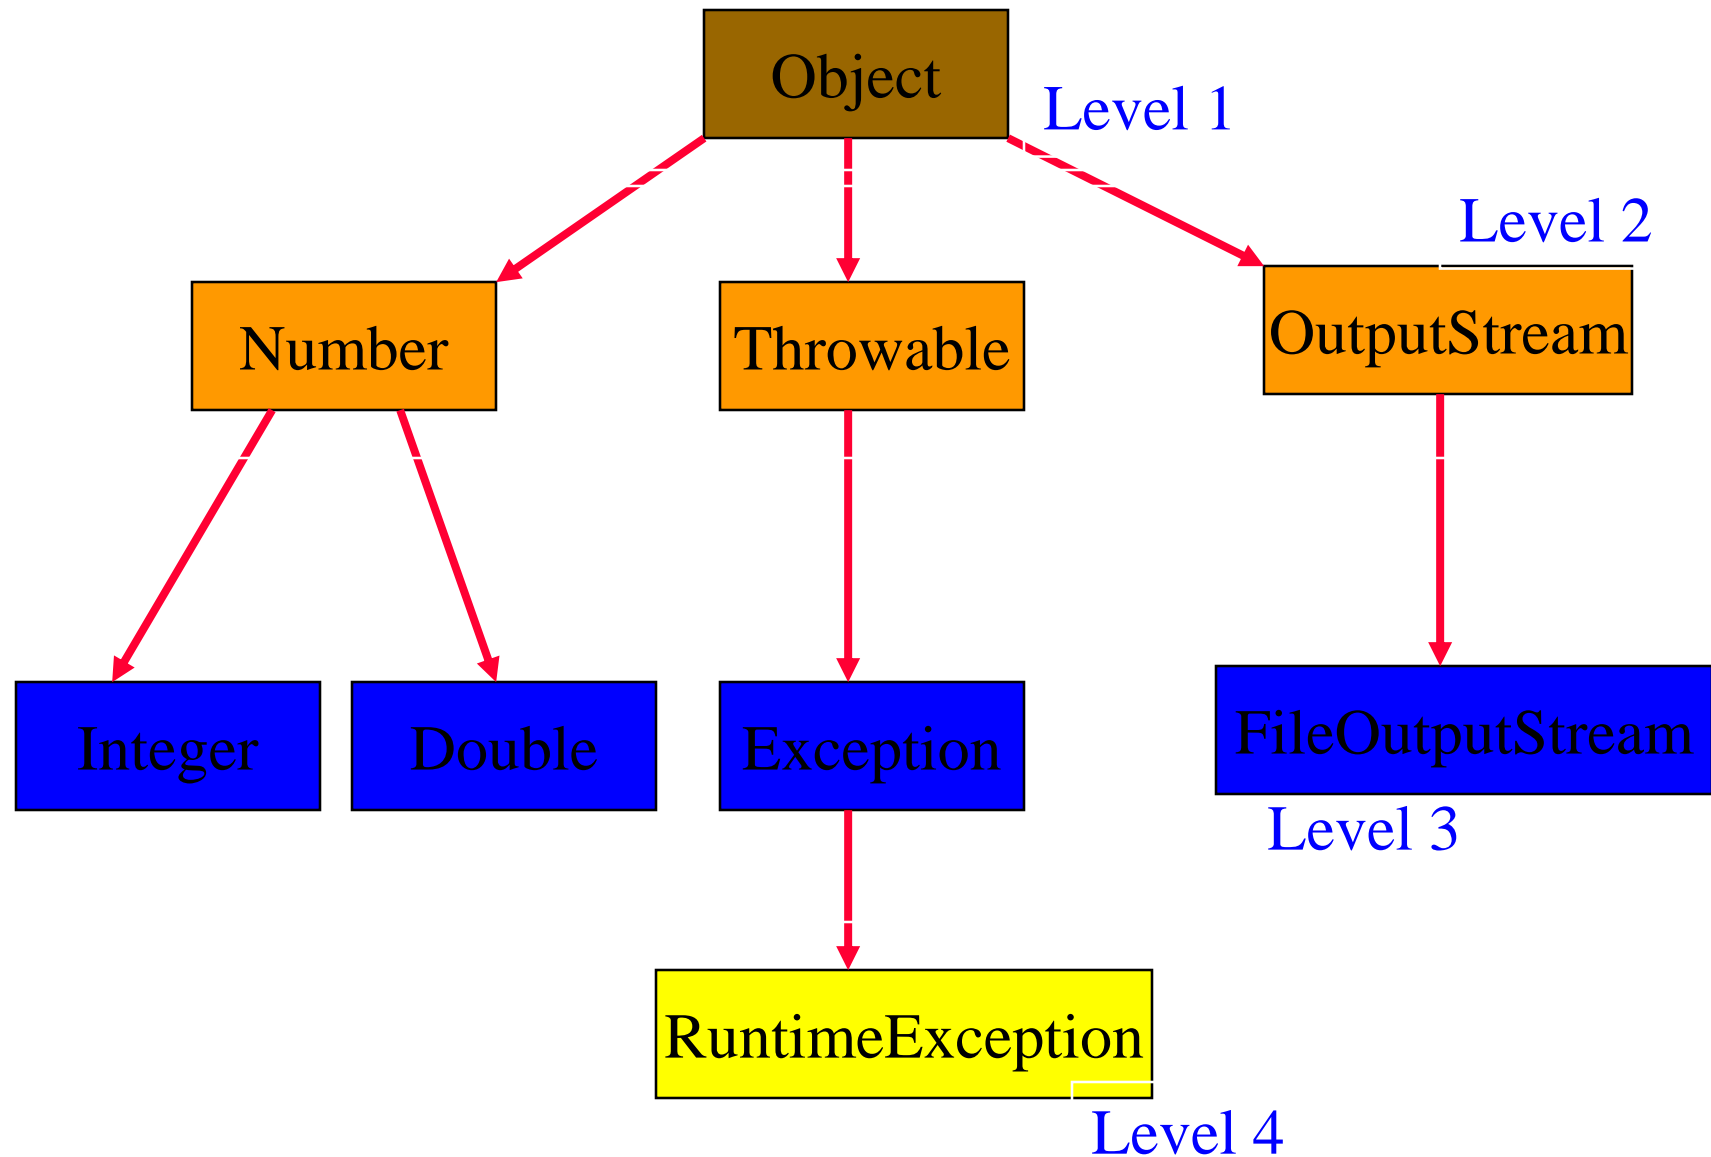 Object
Level 1
Level 2
Number
Throwable
OutputStream
Integer
Double
Exception
FileOutputStream
Level 3
RuntimeException
Level 4